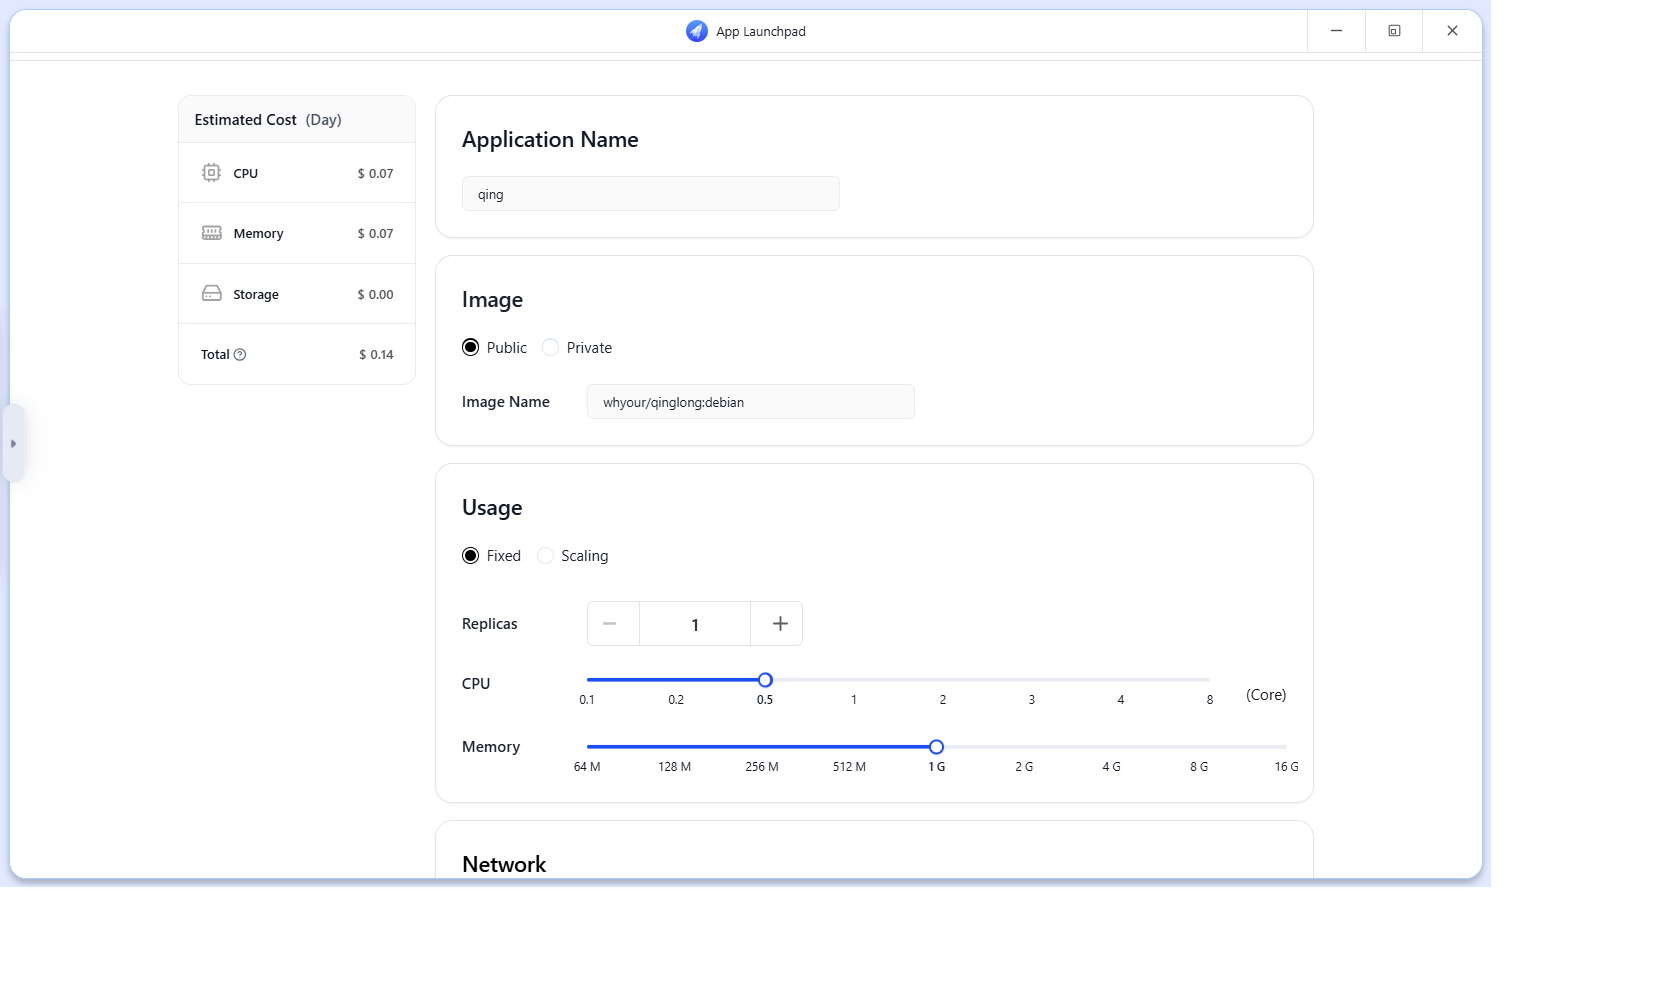 App Launchpad
Estimated Cost (Day)
CPU $ 0.07
Memory $ 0.07
Storage $ 0.00
Total $ 0.14
Application Name
qing
Image
Public Private
Image Name whyour/qinglong:debian
Usage
Fixed Scaling
Replicas 1
CPU
0.1 0.2 0.5 1 2 3 4 8 (Core)
Memory
64 M 128 M 256 M 512 M 1 G 2 G 4 G 8 G 16 G
Network